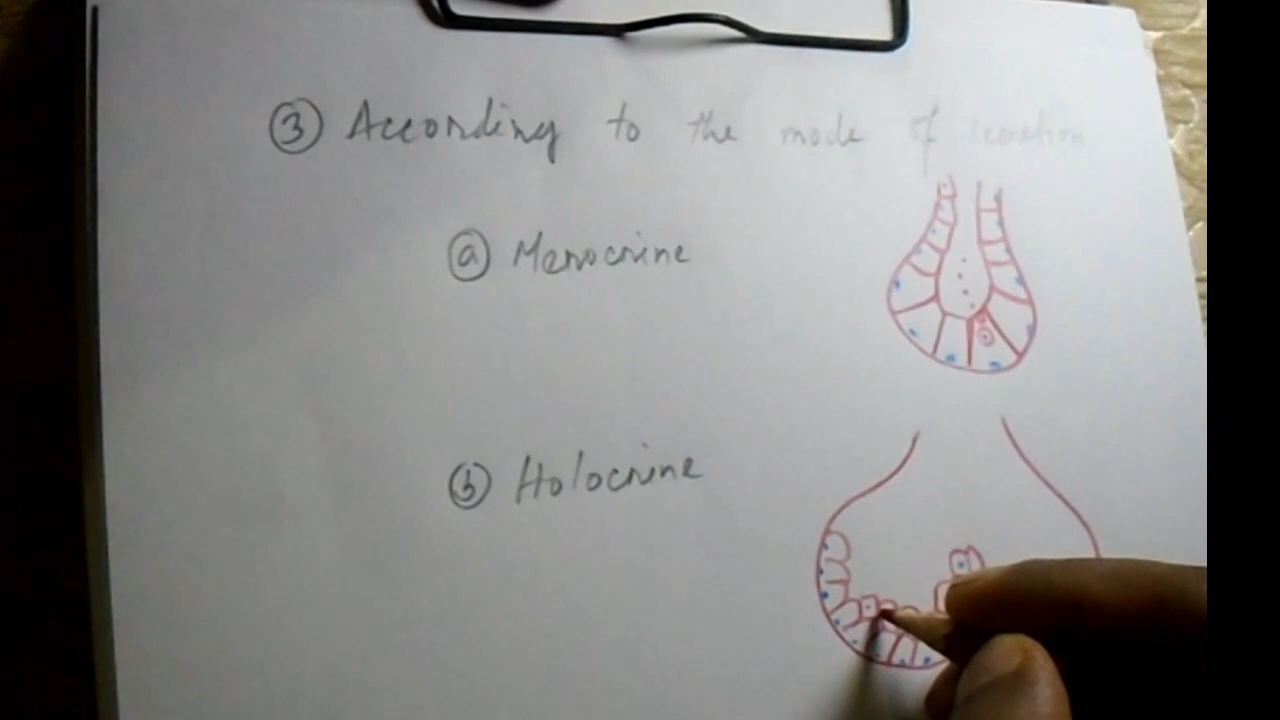 ③ According to the mode of secretion
ⓐ Merocrine
ⓑ Holocrine